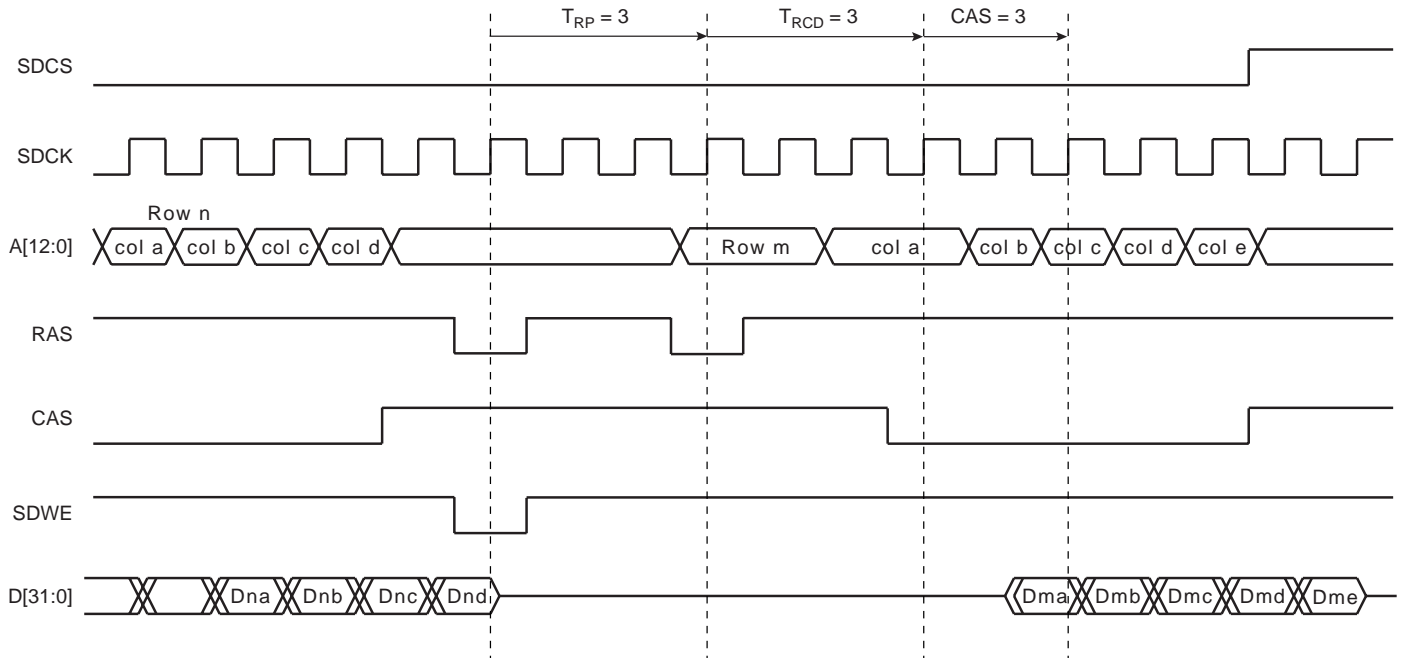 T_RP = 3 T_RCD = 3 CAS = 3
SDCS
SDCK
Row n
A[12:0] col a col b col c col d Row m col a col b col c col d col e
RAS
CAS
SDWE
D[31:0] Dna Dnb Dnc Dnd Dma Dmb Dmc Dmd Dme